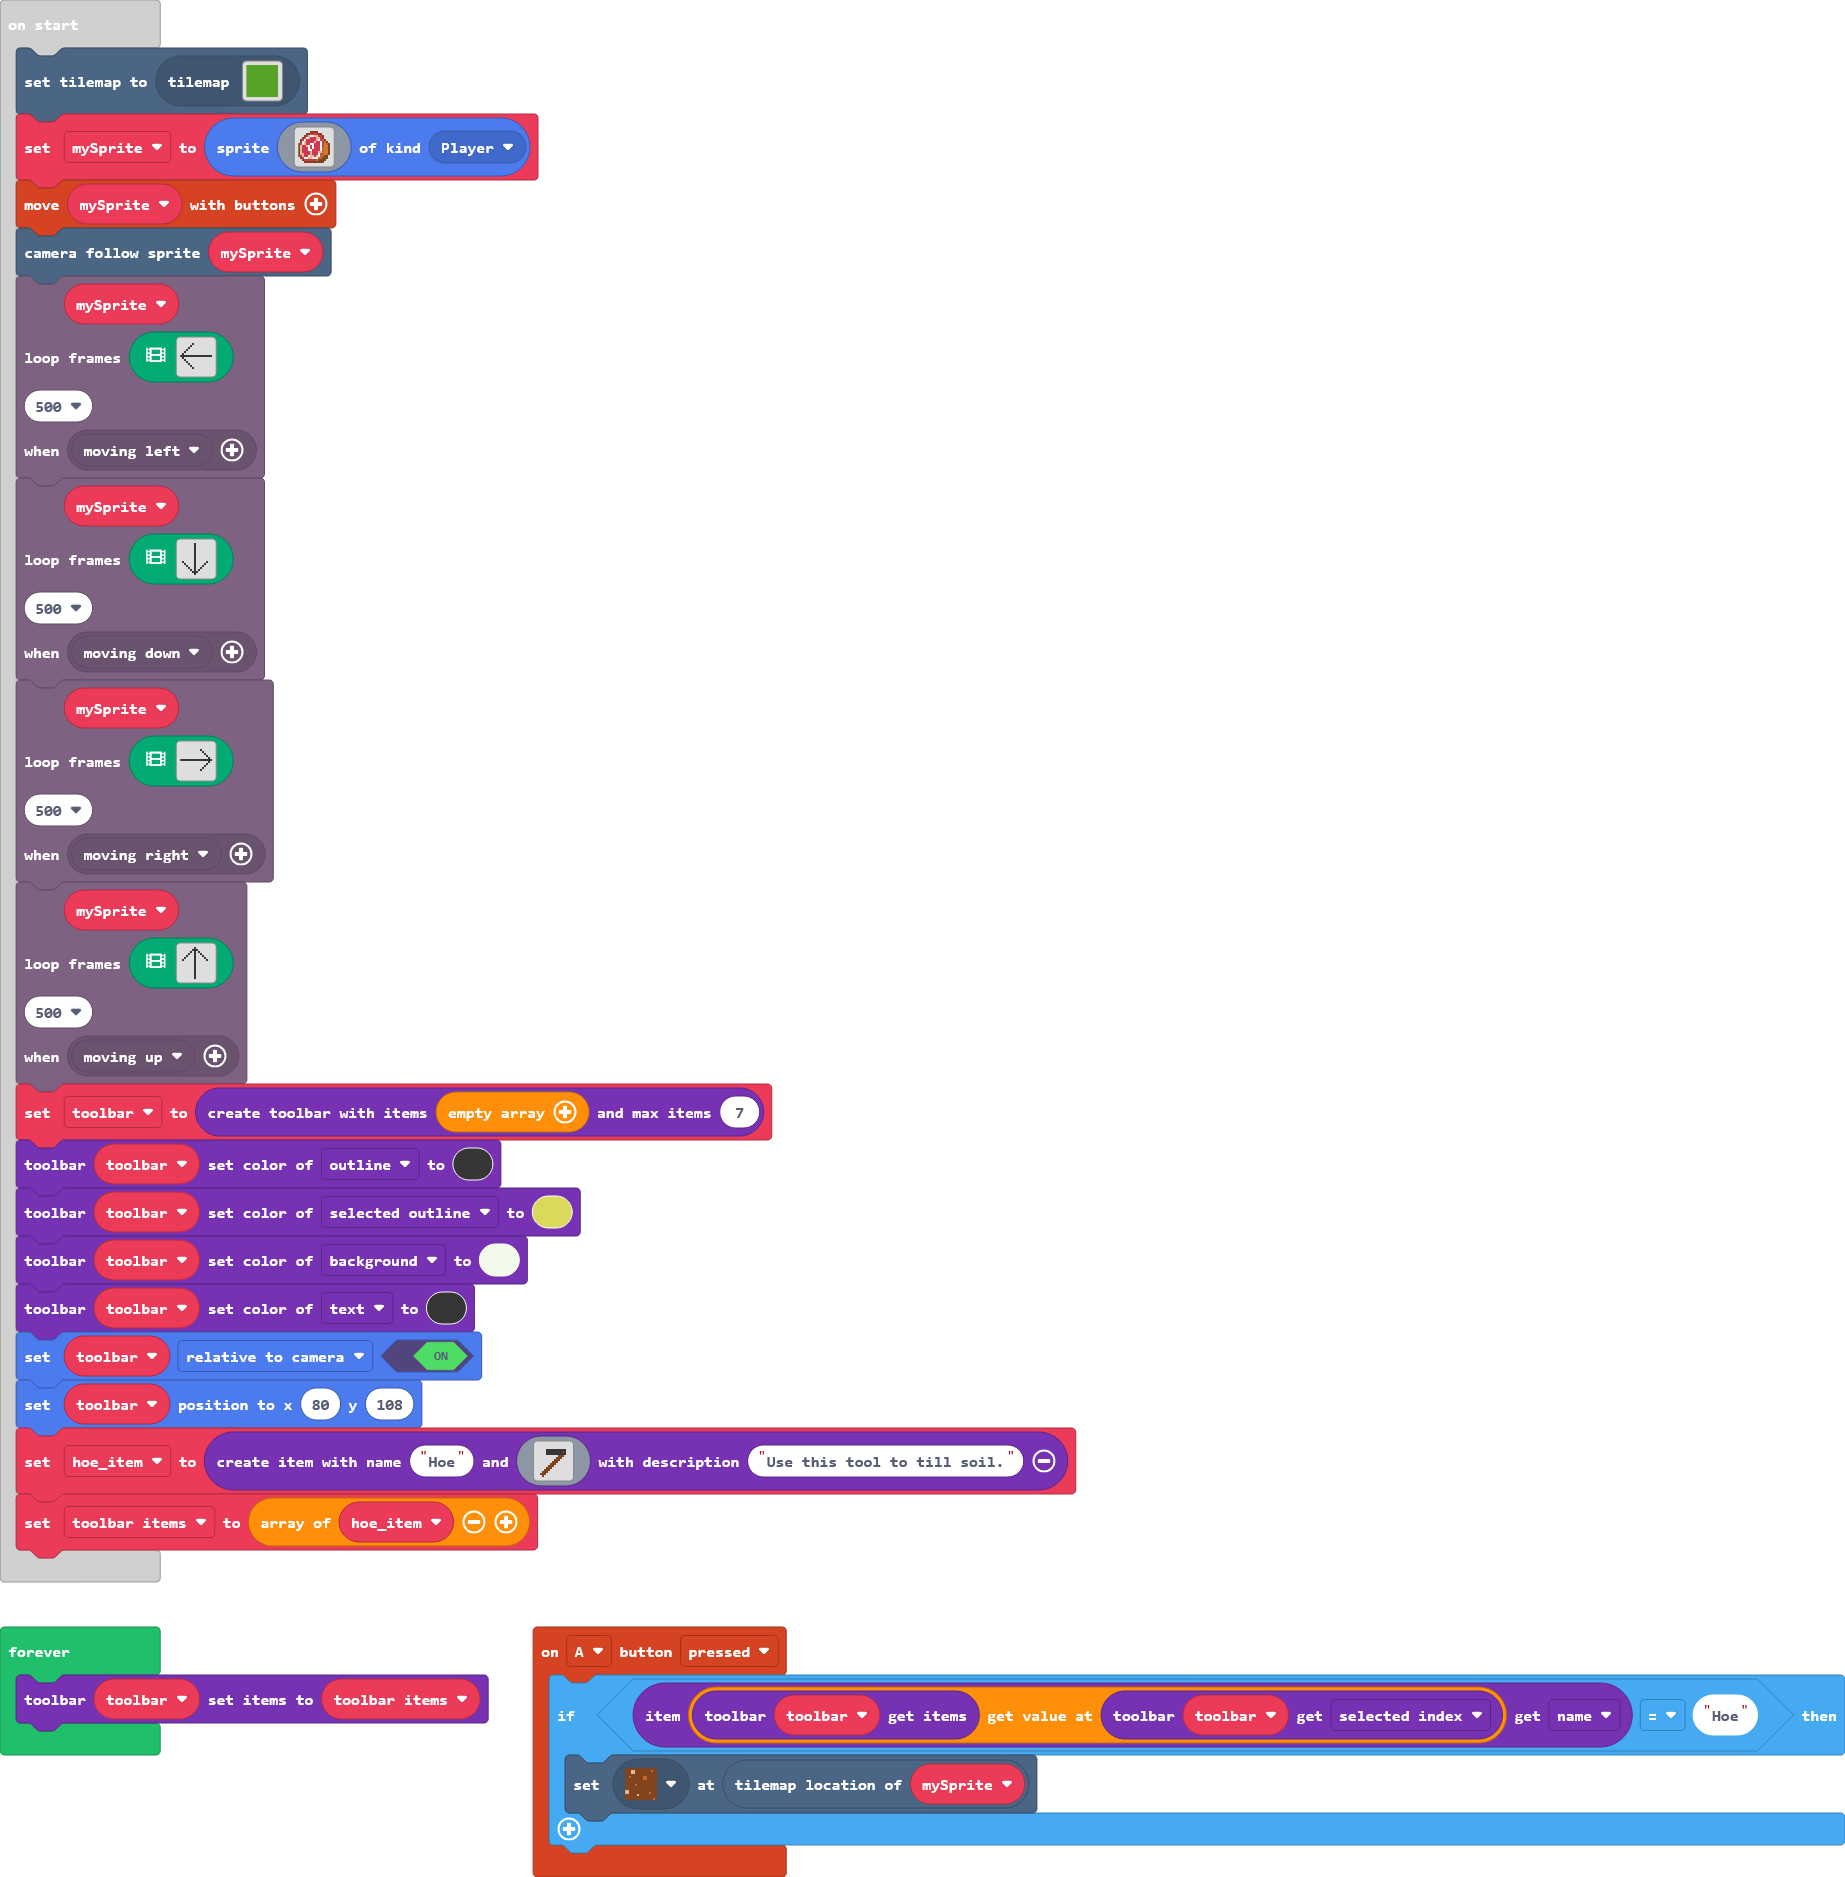 on start
set tilemap to tilemap
set mySprite to sprite of kind Player
move mySprite with buttons
camera follow sprite mySprite
mySprite
loop frames
500
when moving left
mySprite
loop frames
500
when moving down
mySprite
loop frames
500
when moving right
mySprite
loop frames
500
when moving up
set toolbar to create toolbar with items empty array and max items 7
toolbar toolbar set color of outline to
toolbar toolbar set color of selected outline to
toolbar toolbar set color of background to
toolbar toolbar set color of text to
set toolbar relative to camera ON
set toolbar position to x 80 y 108
set hoe_item to create item with name "Hoe" and with description "Use this tool to till soil."
set toolbar items to array of hoe_item
forever
toolbar toolbar set items to toolbar items
on A button pressed
if item toolbar toolbar get items get value at toolbar toolbar get selected index get name = "Hoe" then
set at tilemap location of mySprite